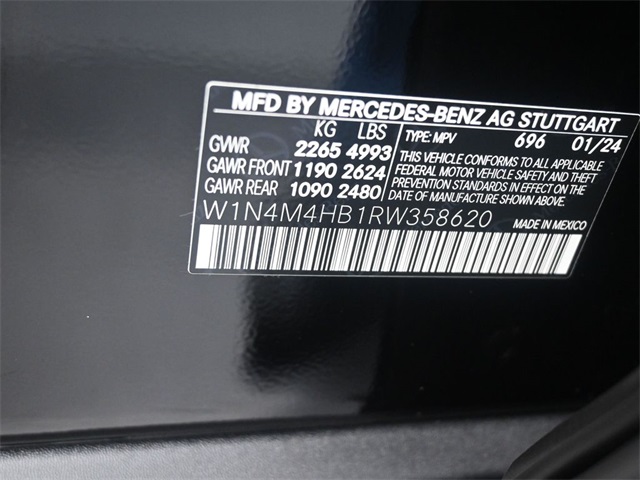 MFD BY MERCEDES-BENZ AG STUTTGART
KG LBS
GVWR 2265 4993
GAWR FRONT 1190 2624
GAWR REAR 1090 2480
TYPE: MPV 696 01/24
THIS VEHICLE CONFORMS TO ALL APPLICABLE
FEDERAL MOTOR VEHICLE SAFETY AND THEFT
PREVENTION STANDARDS IN EFFECT ON THE DATE
OF MANUFACTURE SHOWN ABOVE.
W1N4M4HB1RW358620
MADE IN MEXICO